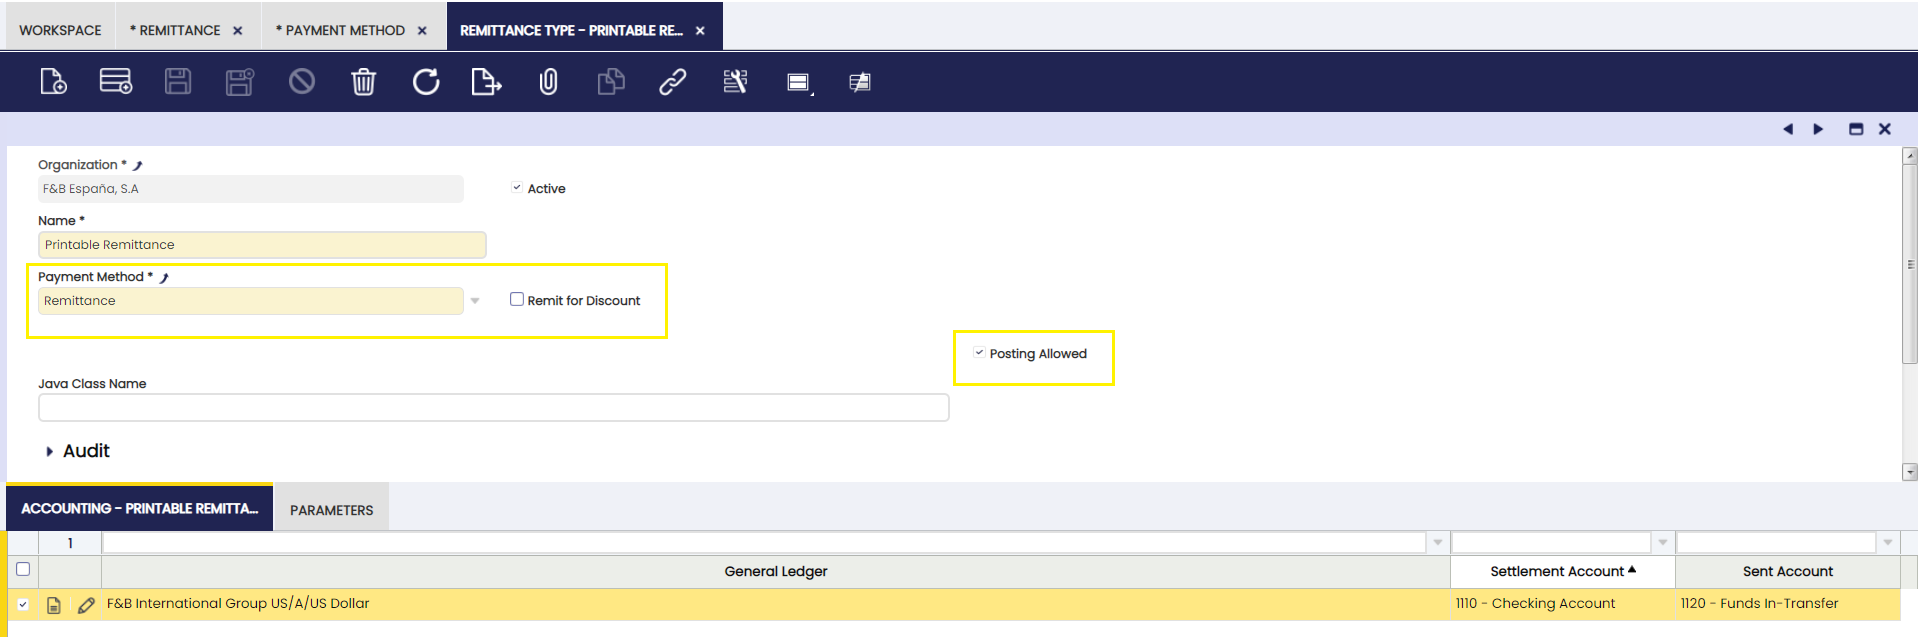 WORKSPACE
* REMITTANCE
* PAYMENT METHOD
REMITTANCE TYPE - PRINTABLE RE...
Organization *
F&B España, S.A
Active
Name *
Printable Remittance
Payment Method *
Remittance
Remit for Discount
Posting Allowed
Java Class Name
Audit
ACCOUNTING - PRINTABLE REMITTA...
PARAMETERS
1
General Ledger
Settlement Account
Sent Account
F&B International Group US/A/US Dollar
1110 - Checking Account
1120 - Funds In-Transfer